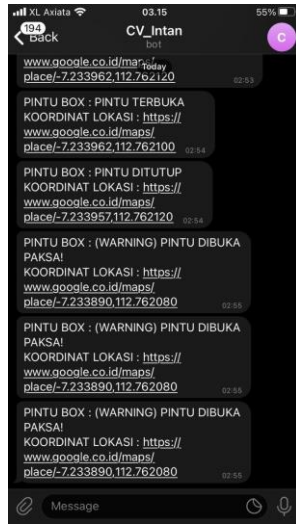 XL Axiata
03.15
55%
194
Back
CV_Intan
bot
C
www.google.co.id/maps/
Today
place/-7.233962,112.762120
02:53
PINTU BOX : PINTU TERBUKA
KOORDINAT LOKASI : https://
www.google.co.id/maps/
place/-7.233962,112.762100
02:54
PINTU BOX : PINTU DITUTUP
KOORDINAT LOKASI : https://
www.google.co.id/maps/
place/-7.233957,112.762120
02:54
PINTU BOX : (WARNING) PINTU DIBUKA
PAKSA!
KOORDINAT LOKASI : https://
www.google.co.id/maps/
place/-7.233890,112.762080
02:55
PINTU BOX : (WARNING) PINTU DIBUKA
PAKSA!
KOORDINAT LOKASI : https://
www.google.co.id/maps/
place/-7.233890,112.762080
02:55
PINTU BOX : (WARNING) PINTU DIBUKA
PAKSA!
KOORDINAT LOKASI : https://
www.google.co.id/maps/
place/-7.233890,112.762080
02:55
Message